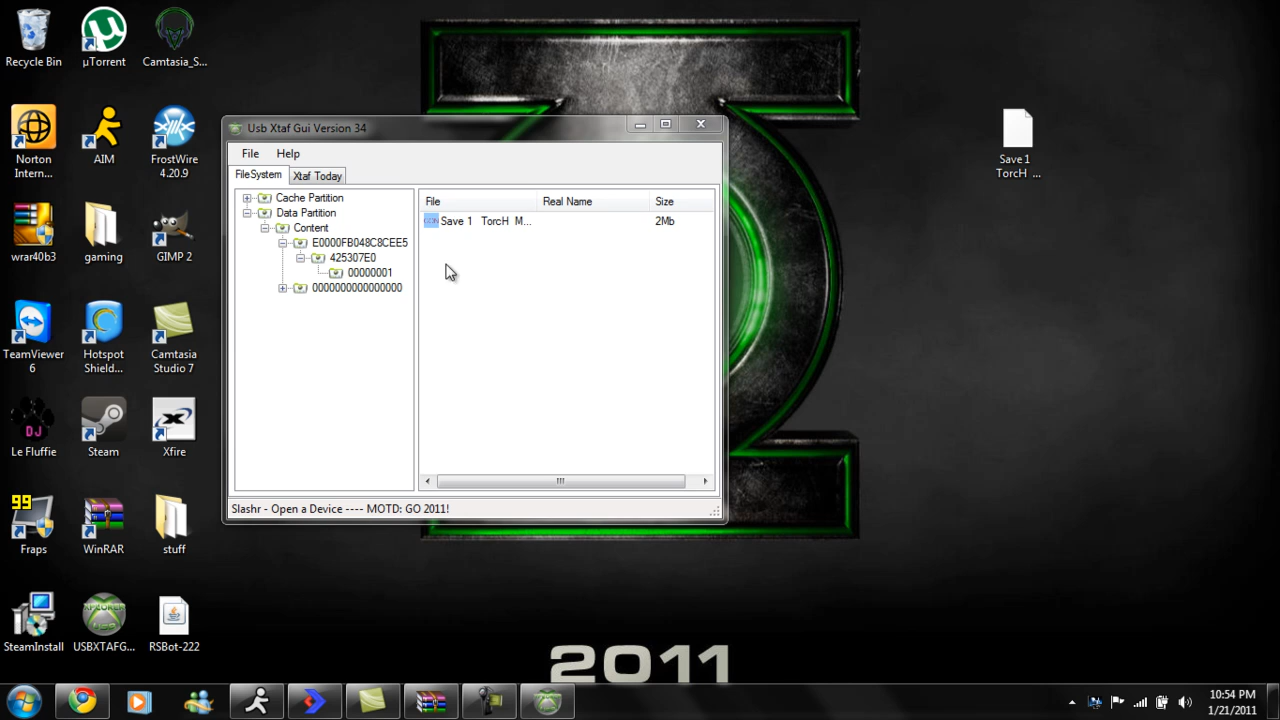 Recycle Bin
µTorrent
Camtasia_S...
Norton
Intern...
AIM
FrostWire
4.20.9
wrar40b3
gaming
GIMP 2
TeamViewer
6
Hotspot
Shield...
Camtasia
Studio 7
DJ
Le Fluffie
Steam
Xfire
99
Fraps
WinRAR
stuff
SteamInstall
XPLORER
USB
USBXTAFG...
RSBot-222
Usb Xtaf Gui Version 34
File
Help
FileSystem
Xtaf Today
Cache Partition
Data Partition
Content
E0000FB048C8CEE5
425307E0
00000001
0000000000000000
File
Real Name
Size
Save 1 TorcH M...
2Mb
Slashr - Open a Device ---- MOTD: GO 2011!
Save 1
TorcH ...
2011
10:54 PM
1/21/2011